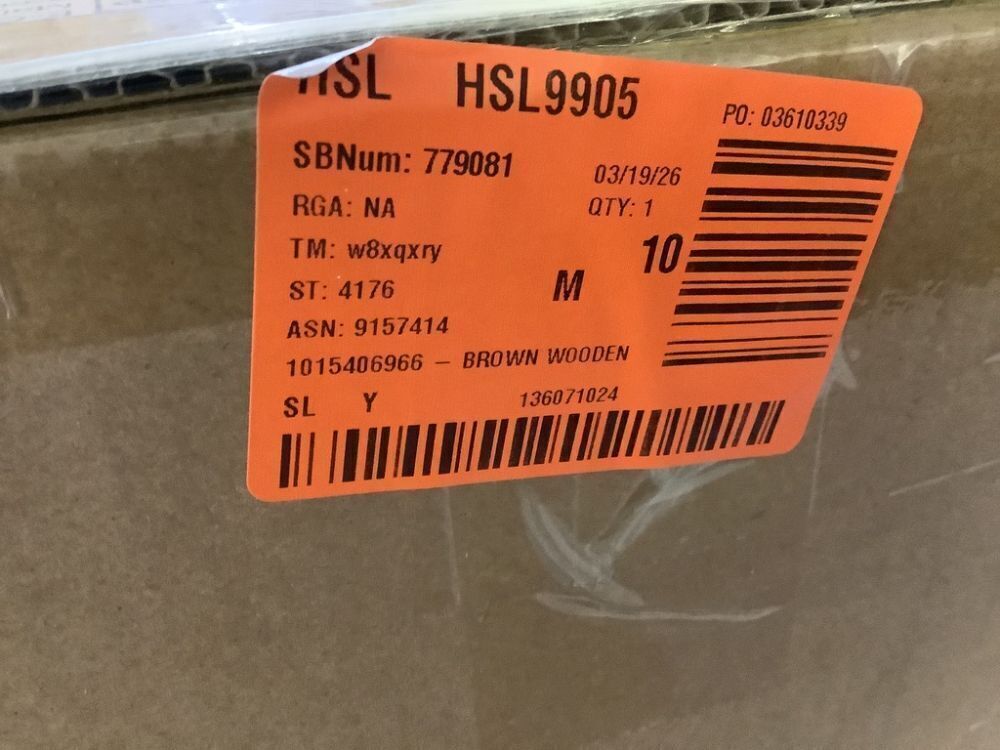 HSL HSL9905
PO: 03610339
SBNum: 779081
03/19/26
RGA: NA
QTY: 1
TM: w8xqxry
10
ST: 4176
M
ASN: 9157414
1015406966 – BROWN WOODEN
SL Y 136071024